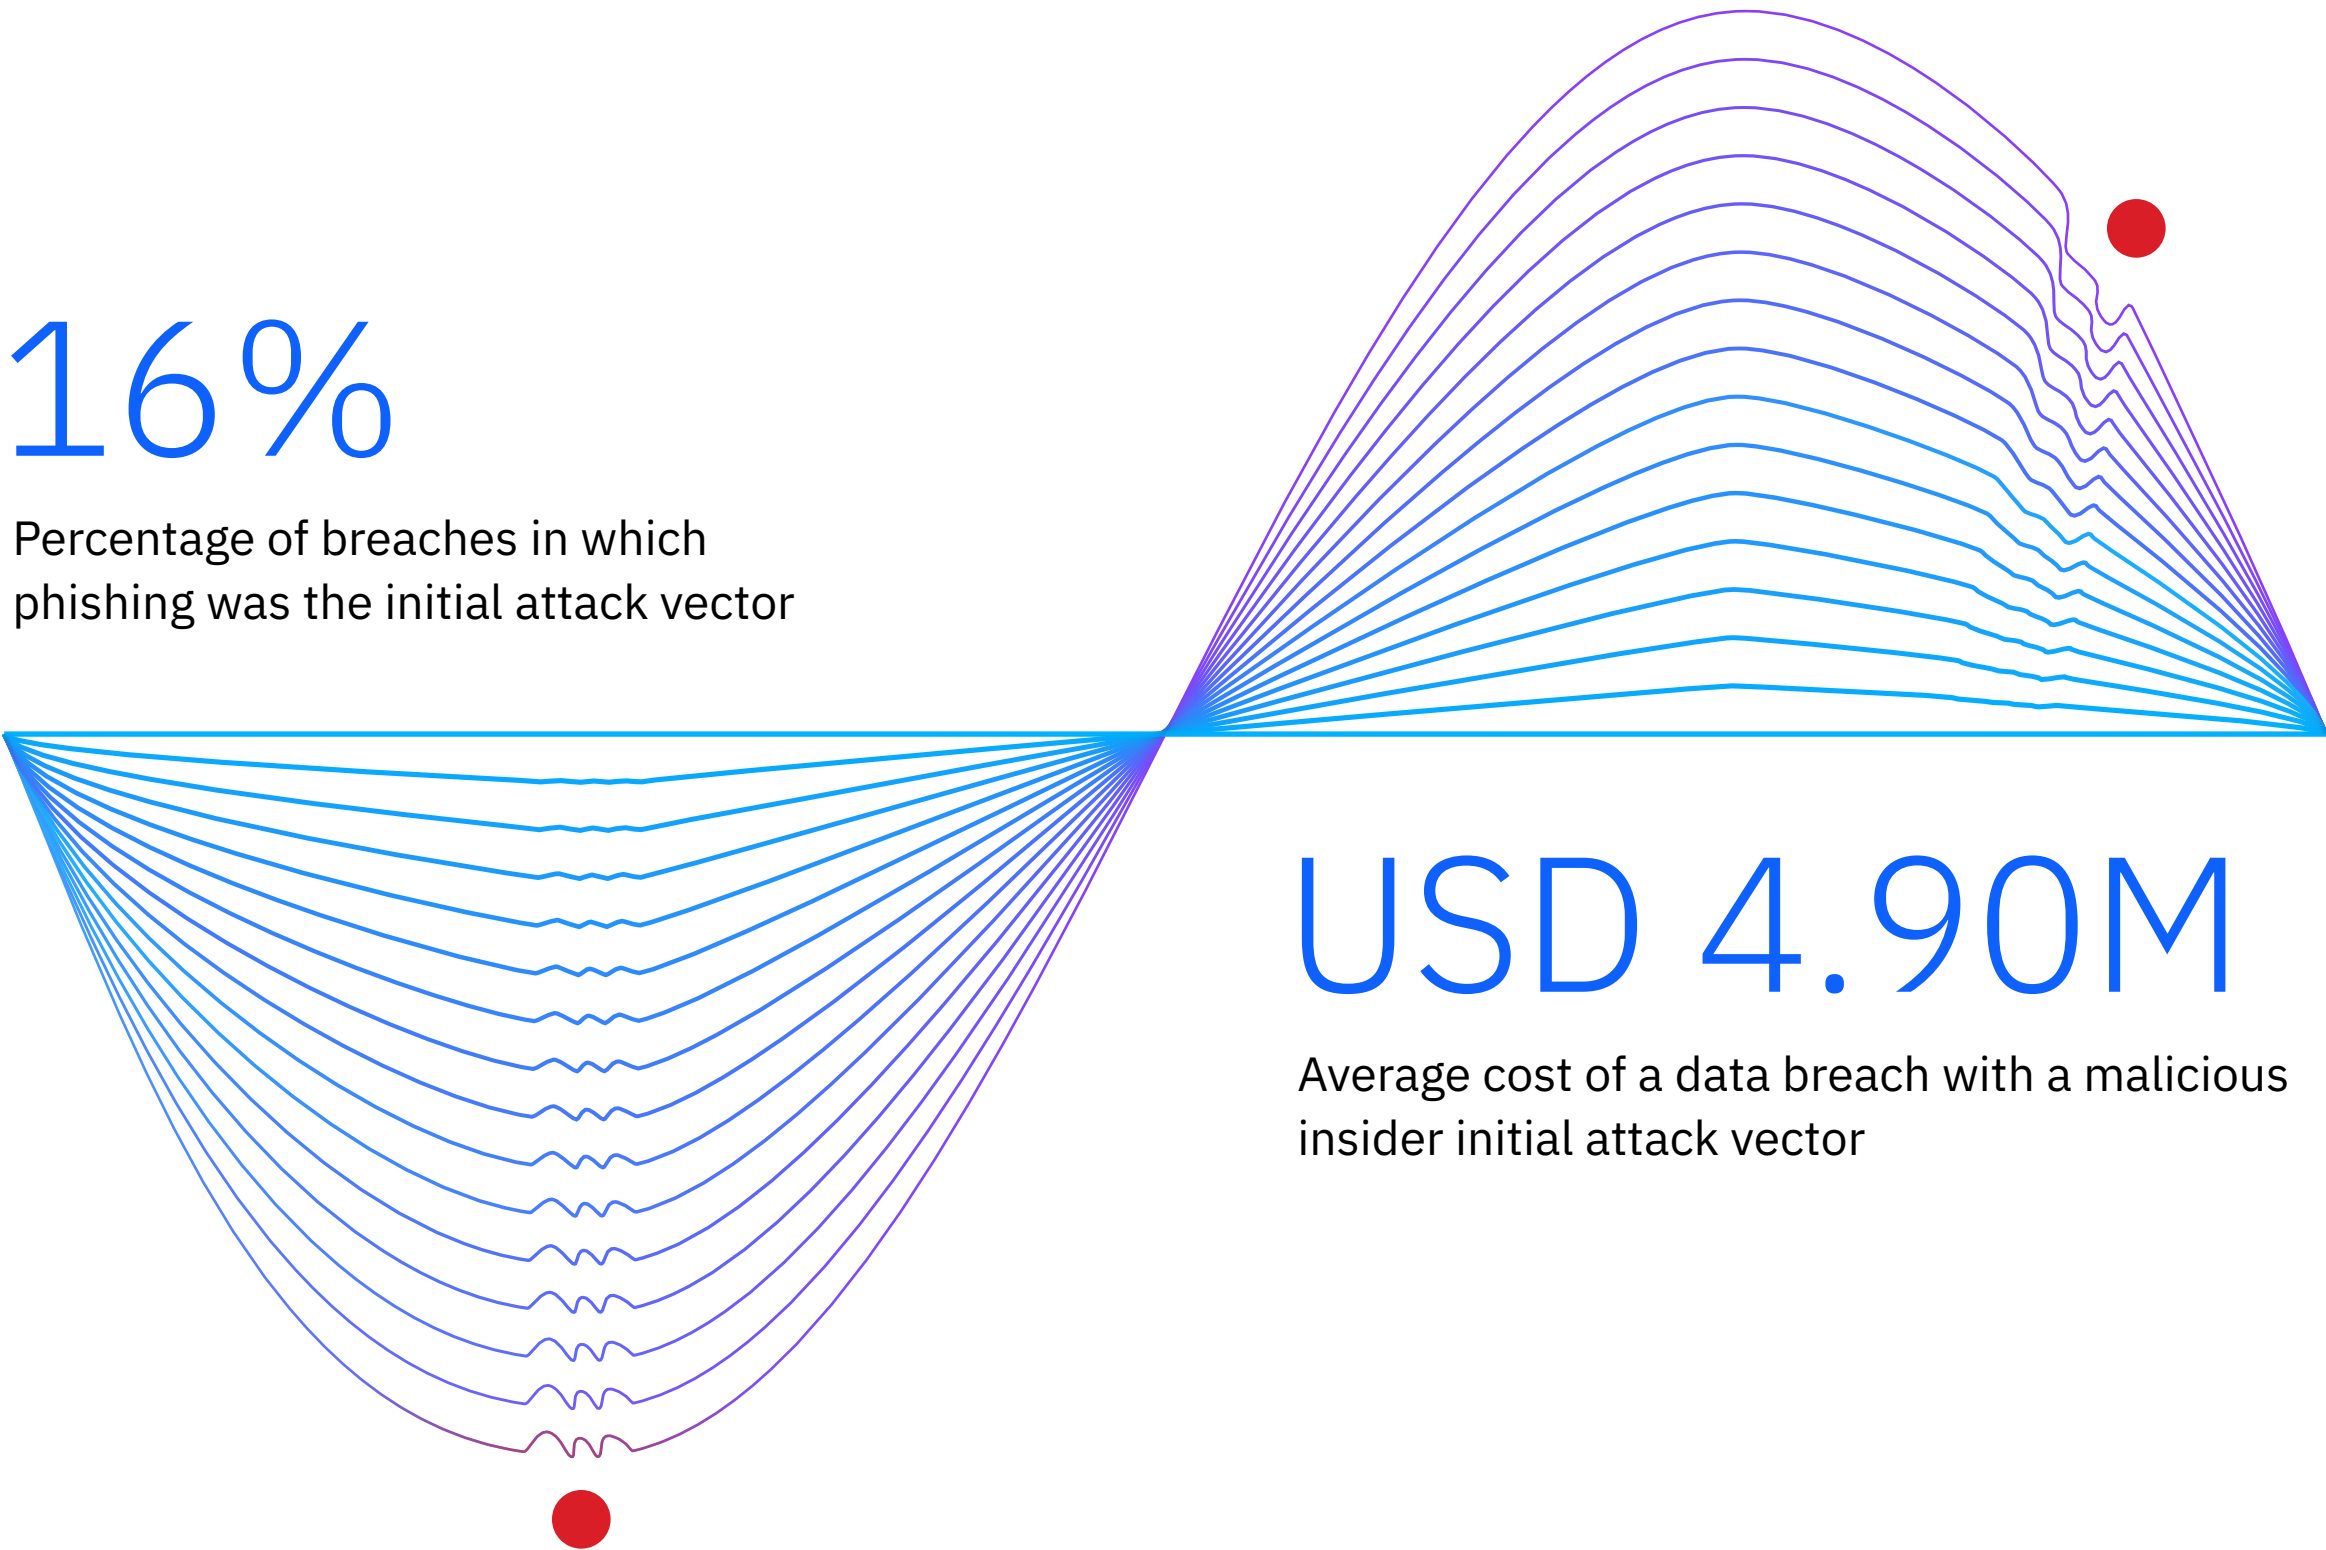 16%
Percentage of breaches in which
phishing was the initial attack vector
USD 4.90M
Average cost of a data breach with a malicious
insider initial attack vector